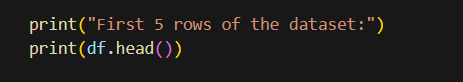 print("First 5 rows of the dataset:")
print(df.head())